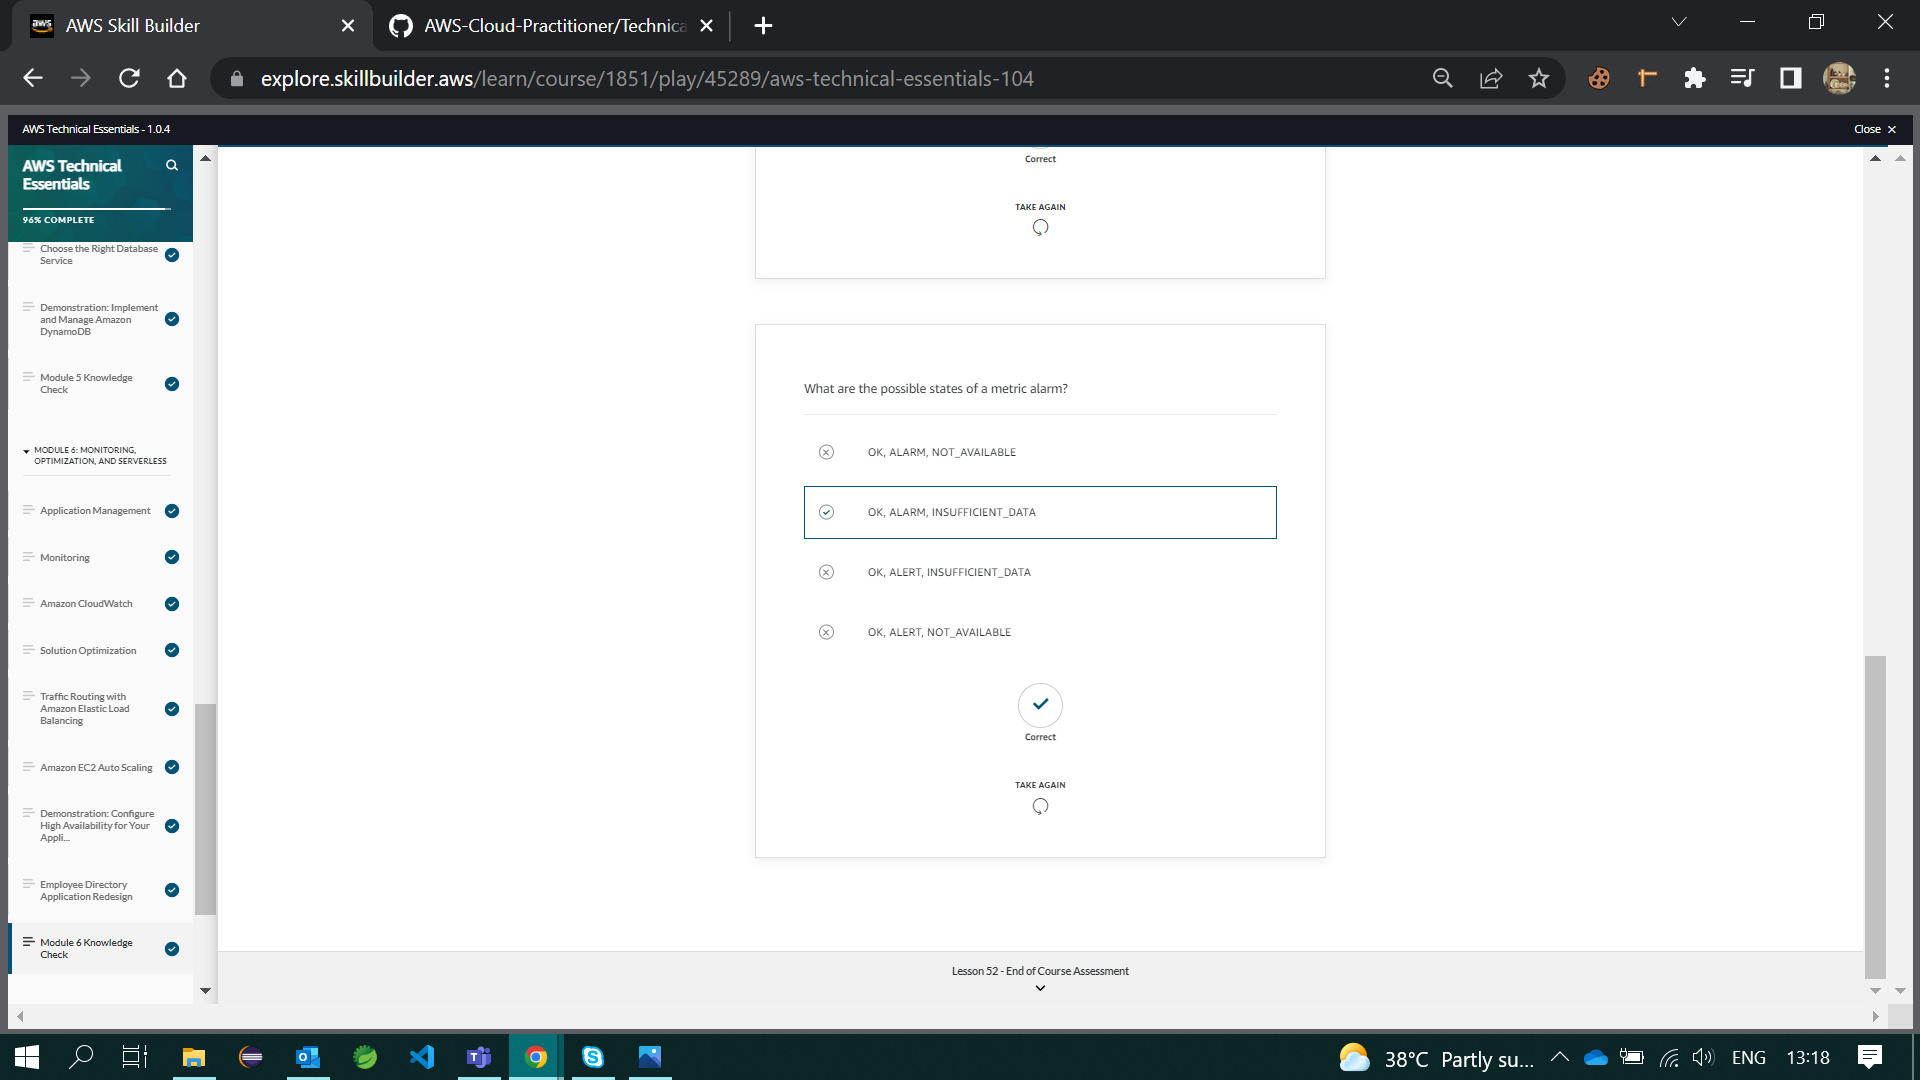 AWS Skill Builder
AWS-Cloud-Practitioner/Technica
explore.skillbuilder.aws/learn/course/1851/play/45289/aws-technical-essentials-104
AWS Technical Essentials - 1.0.4
Close
AWS Technical
Essentials
96% COMPLETE
Choose the Right Database
Service
Demonstration: Implement
and Manage Amazon
DynamoDB
Module 5 Knowledge
Check
MODULE 6: MONITORING,
OPTIMIZATION, AND SERVERLESS
Application Management
Monitoring
Amazon CloudWatch
Solution Optimization
Traffic Routing with
Amazon Elastic Load
Balancing
Amazon EC2 Auto Scaling
Demonstration: Configure
High Availability for Your
Appli...
Employee Directory
Application Redesign
Module 6 Knowledge
Check
Correct
TAKE AGAIN
What are the possible states of a metric alarm?
OK, ALARM, NOT_AVAILABLE
OK, ALARM, INSUFFICIENT_DATA
OK, ALERT, INSUFFICIENT_DATA
OK, ALERT, NOT_AVAILABLE
Correct
TAKE AGAIN
Lesson 52 - End of Course Assessment
38°C Partly su...
ENG
13:18